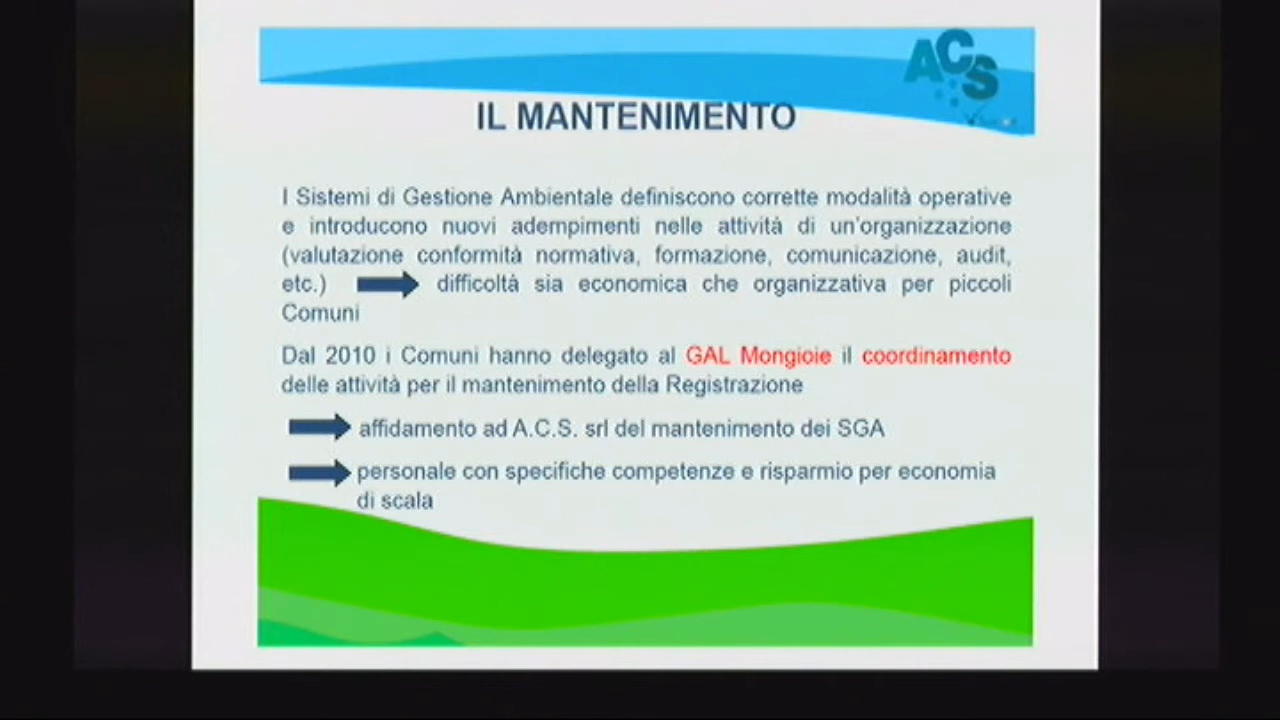 ACS
IL MANTENIMENTO
I Sistemi di Gestione Ambientale definiscono corrette modalità operative
e introducono nuovi adempimenti nelle attività di un'organizzazione
(valutazione conformità normativa, formazione, comunicazione, audit,
etc.) difficoltà sia economica che organizzativa per piccoli
Comuni
Dal 2010 i Comuni hanno delegato al GAL Mongioie il coordinamento
delle attività per il mantenimento della Registrazione
affidamento ad A.C.S. srl del mantenimento dei SGA
personale con specifiche competenze e risparmio per economia
di scala